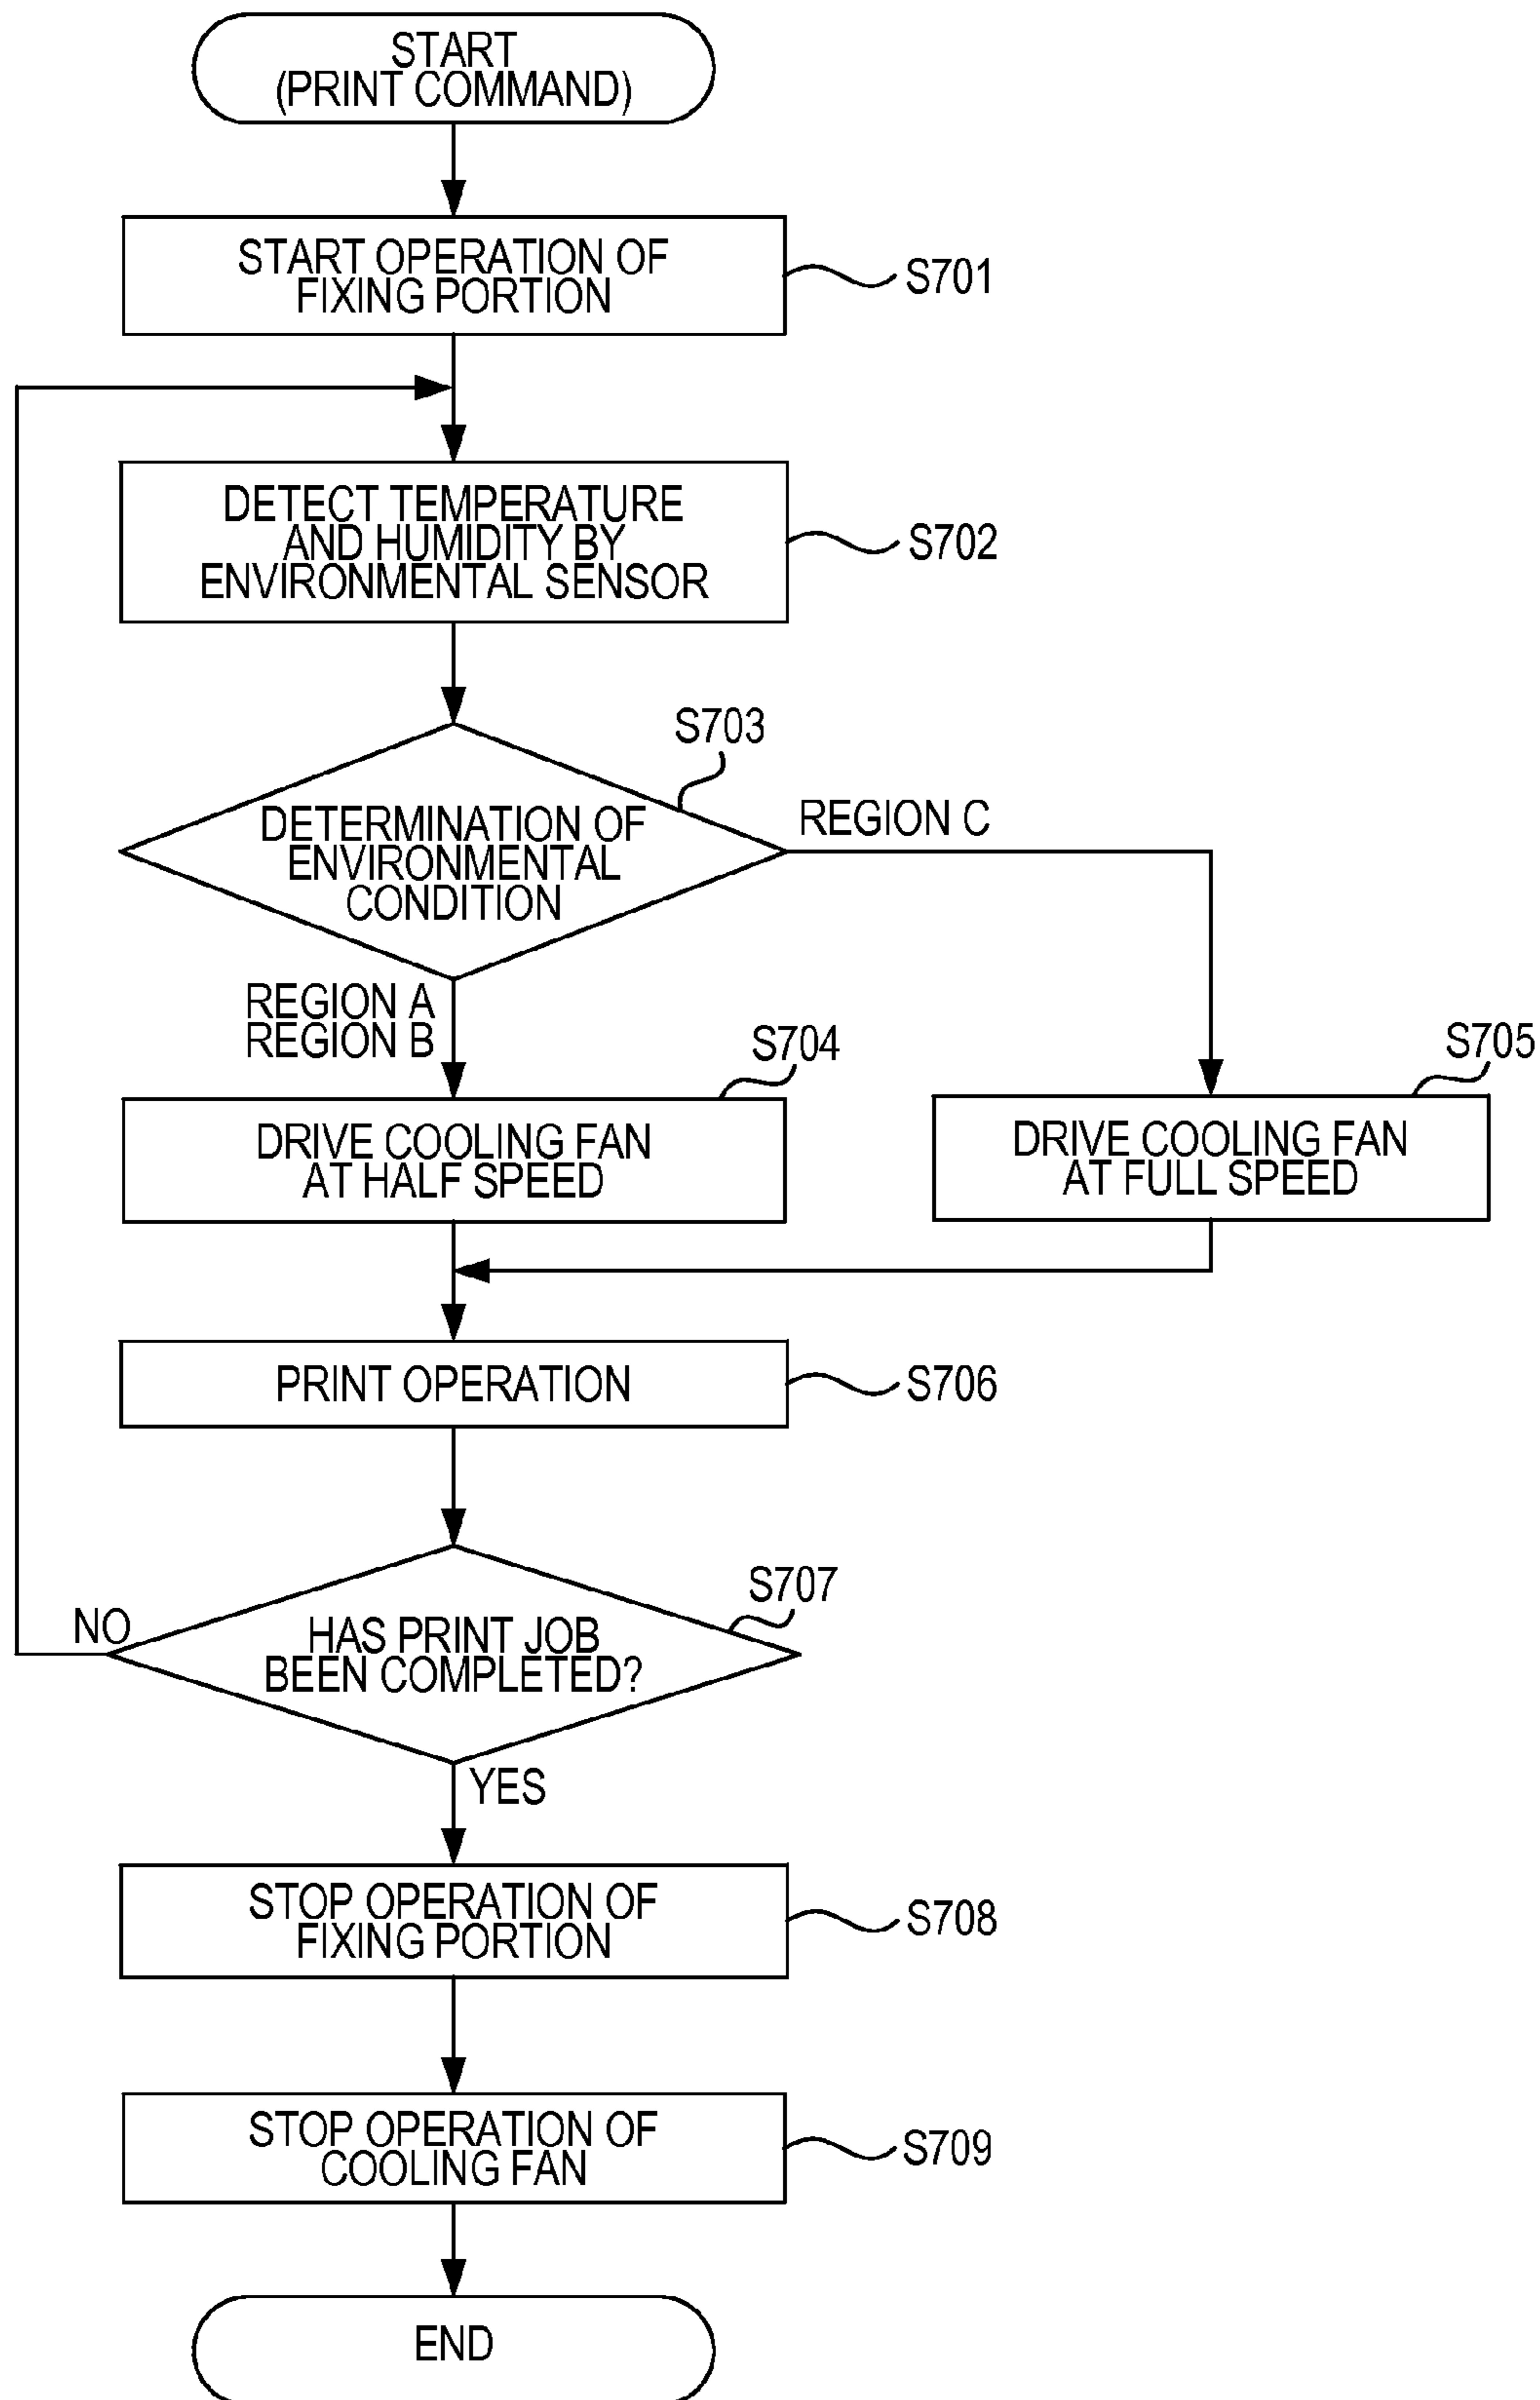 START
(PRINT COMMAND)
START OPERATION OF
FIXING PORTION
S701
DETECT TEMPERATURE
AND HUMIDITY BY
ENVIRONMENTAL SENSOR
S702
S703
DETERMINATION OF
ENVIRONMENTAL
CONDITION
REGION C
REGION A
REGION B
S704
DRIVE COOLING FAN
AT HALF SPEED
S705
DRIVE COOLING FAN
AT FULL SPEED
PRINT OPERATION
S706
S707
HAS PRINT JOB
BEEN COMPLETED?
NO
YES
STOP OPERATION OF
FIXING PORTION
S708
STOP OPERATION OF
COOLING FAN
S709
END